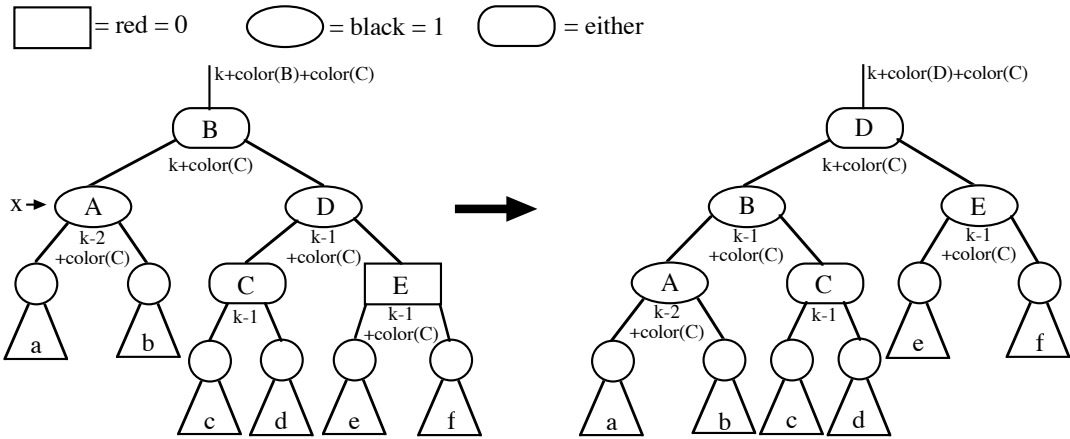 = red = 0
= black = 1
= either
k+color(B)+color(C)
B
k+color(C)
x
A
k-2
+color(C)
D
k-1
+color(C)
C
k-1
E
k-1
+color(C)
a
b
c
d
e
f
k+color(D)+color(C)
D
k+color(C)
B
k-1
+color(C)
E
k-1
+color(C)
A
k-2
+color(C)
C
k-1
e
f
a
b
c
d